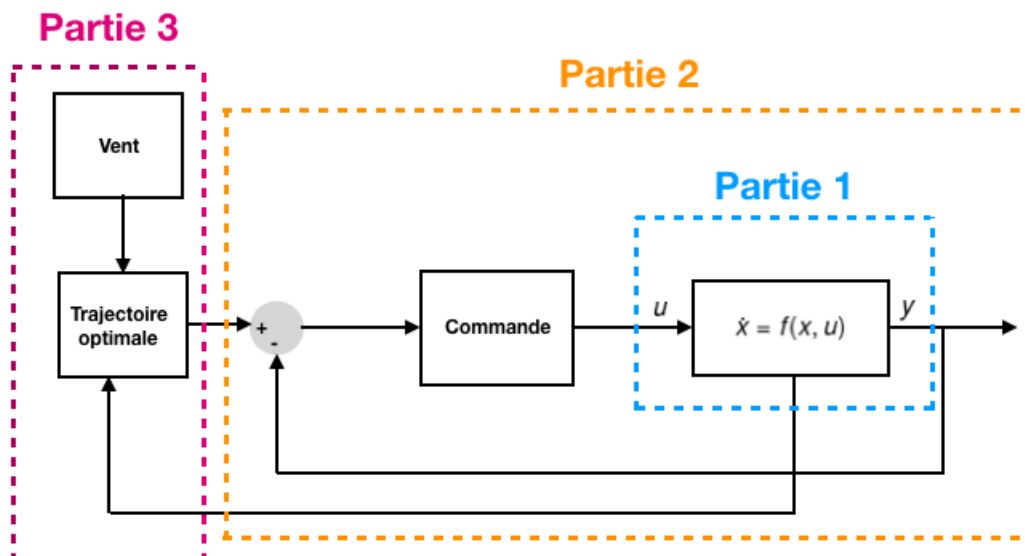 Partie 3
Partie 2
Vent
Partie 1
Trajectoire
optimale
+
-
Commande
u
ẋ = f(x, u)
y